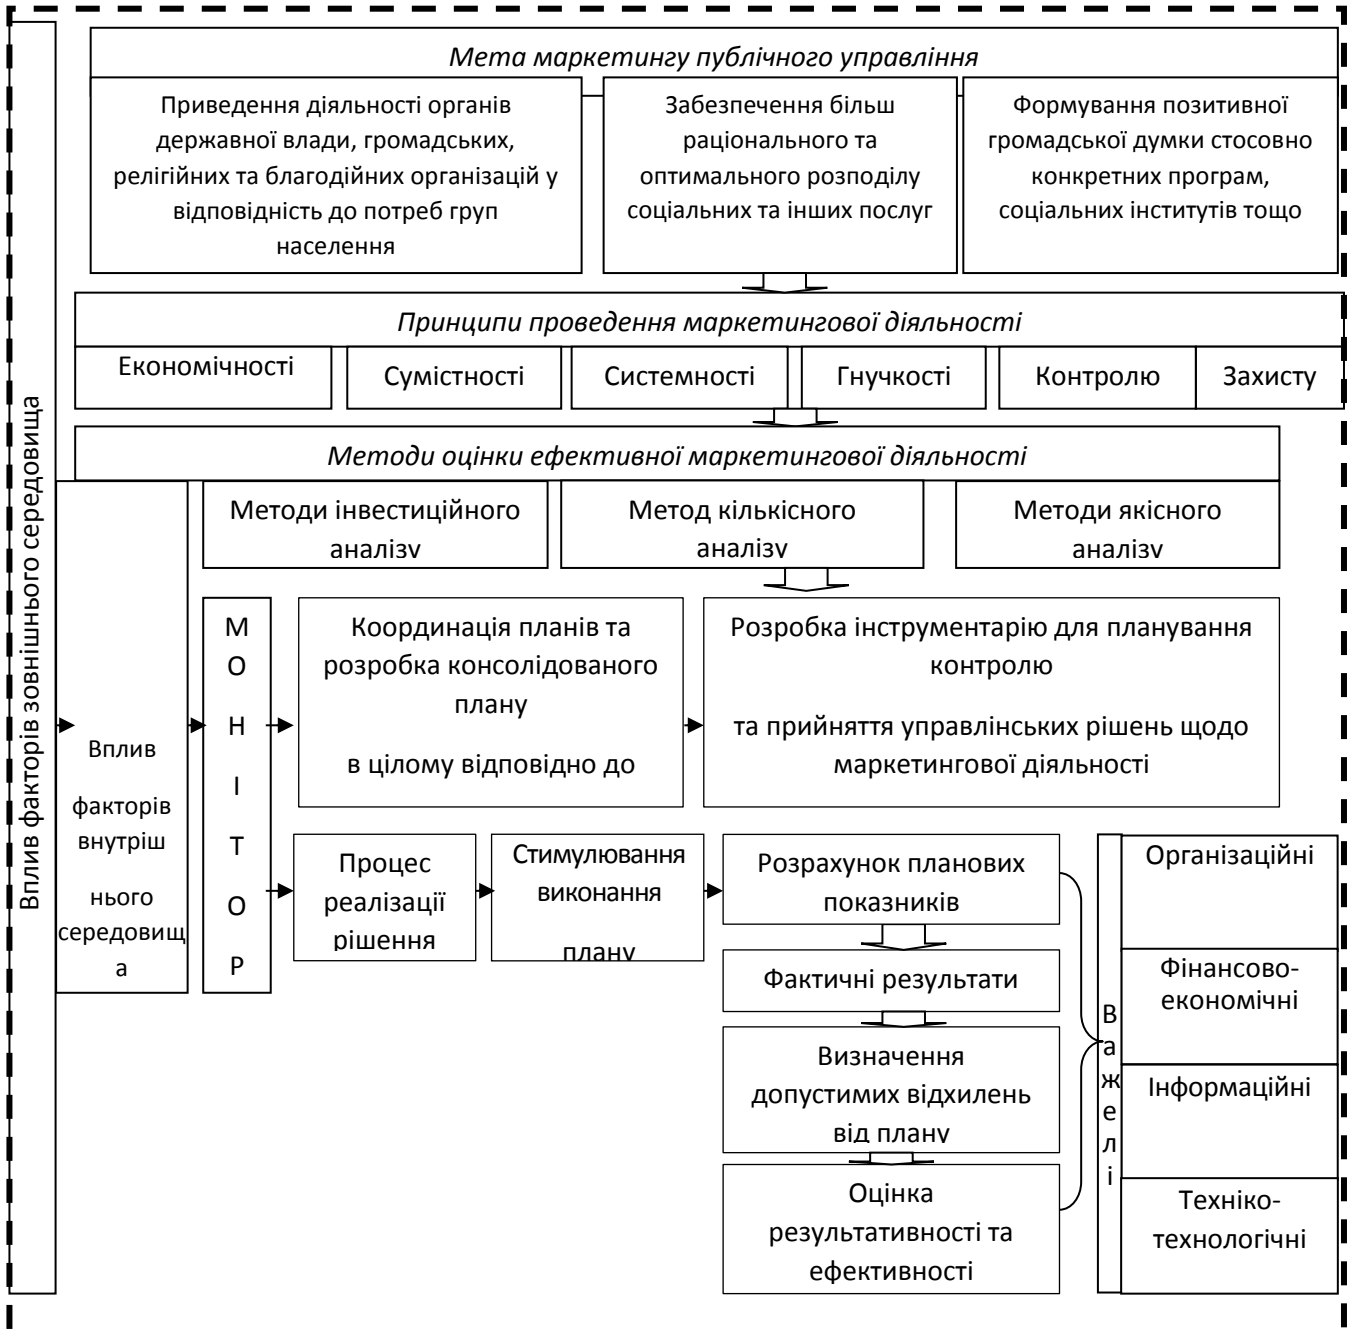 Мета маркетингу публічного управління
Приведення діяльності органів
державної влади, громадських,
релігійних та благодійних організацій у
відповідність до потреб груп
населення
Забезпечення більш
раціонального та
оптимального розподілу
соціальних та інших послуг
Формування позитивної
громадської думки стосовно
конкретних програм,
соціальних інститутів тощо
Принципи проведення маркетингової діяльності
Економічності
Сумістності
Системності
Гнучкості
Контролю
Захисту
Методи оцінки ефективної маркетингової діяльності
Методи інвестиційного
аналізу
Метод кількісного
аналізу
Методи якісного
аналізу
Вплив факторів зовнішнього середовища
Вплив
факторів
внутріш
нього
середовищ
а
М
О
Н
І
Т
О
Р
Координація планів та
розробка консолідованого
плану
в цілому відповідно до
Розробка інструментарію для планування
контролю
та прийняття управлінських рішень щодо
маркетингової діяльності
Процес
реалізації
рішення
Стимулювання
виконання
плану
Розрахунок планових
показників
Фактичні результати
Визначення
допустимих відхилень
від плану
Оцінка
результативності та
ефективності
В
а
ж
е
л
і
Організаційні
Фінансово-
економічні
Інформаційні
Техніко-
технологічні